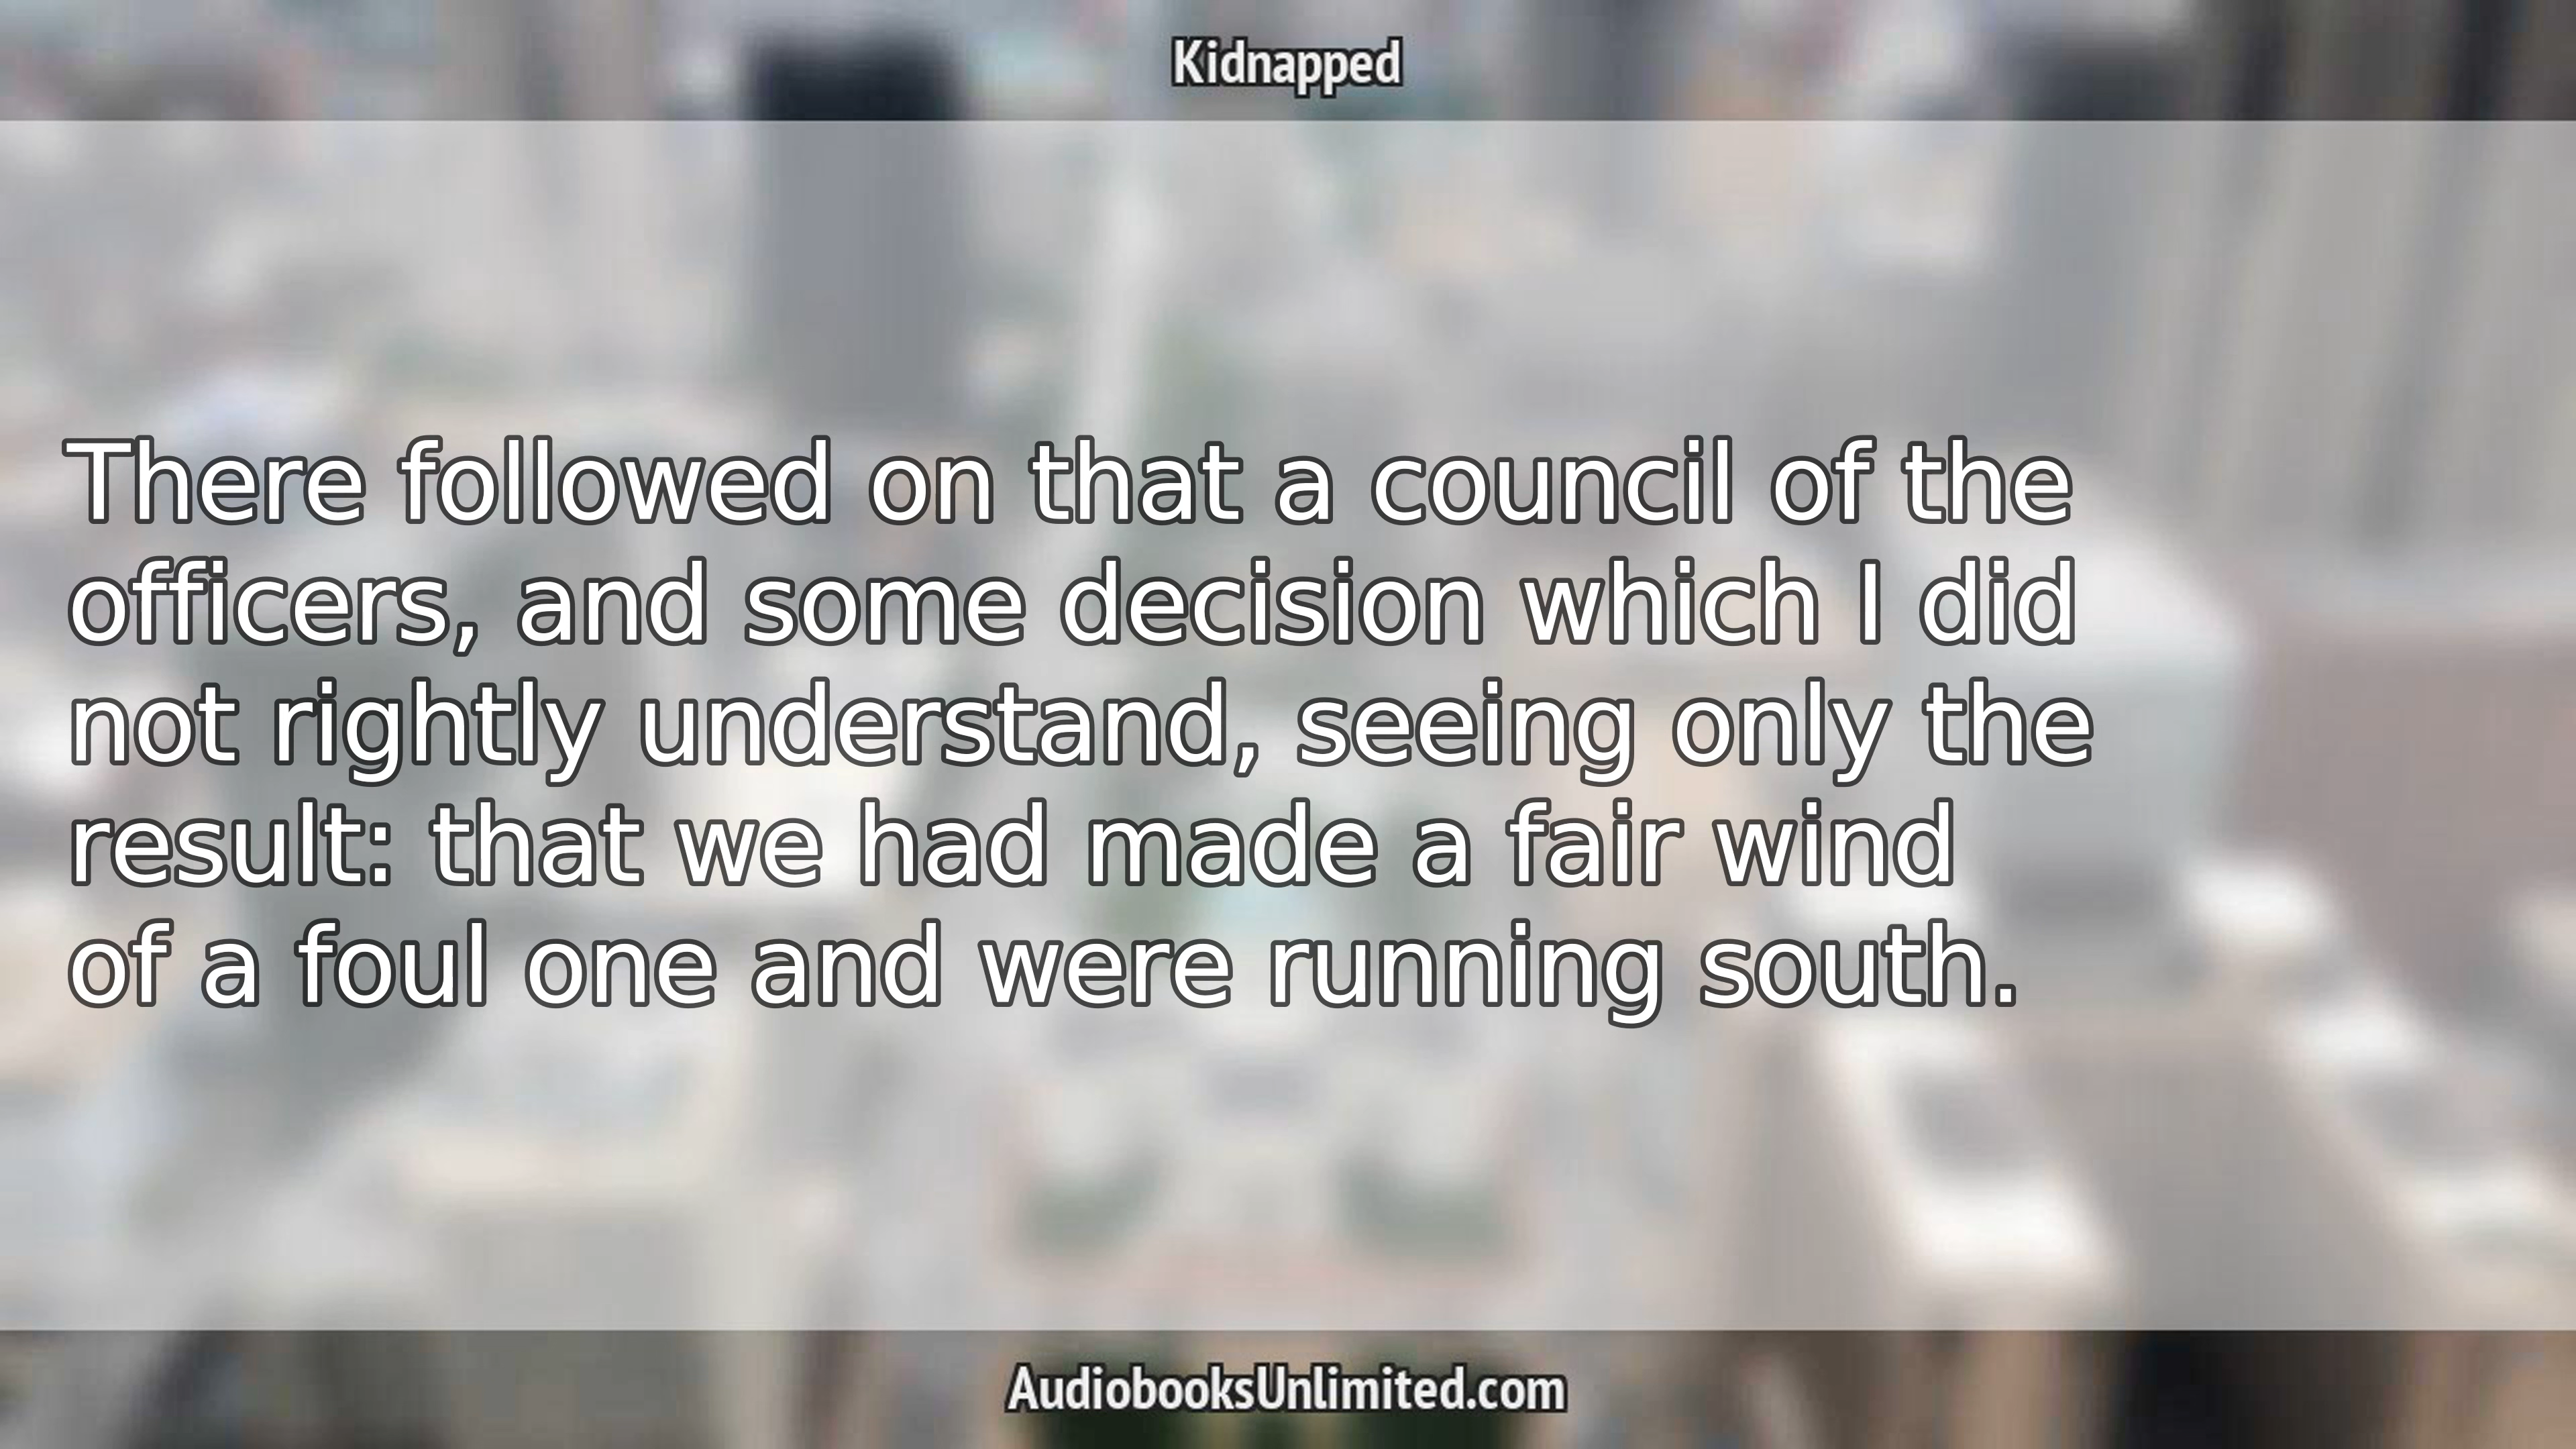 Kidnapped
There followed on that a council of the
officers, and some decision which I did
not rightly understand, seeing only the
result: that we had made a fair wind
of a foul one and were running south.
AudiobooksUnlimited.com